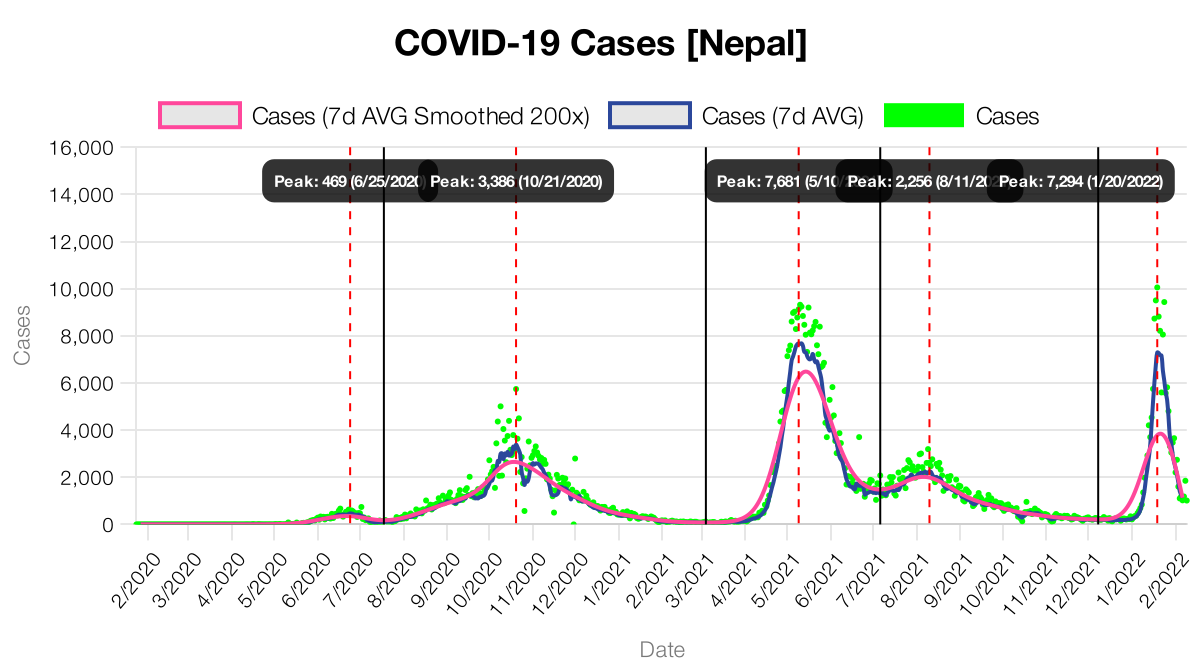 COVID-19 Cases [Nepal]
Cases (7d AVG Smoothed 200x) Cases (7d AVG) Cases
16,000
14,000
12,000
10,000
8,000
6,000
4,000
2,000
0
Peak: 469 (6/25/2020) Peak: 3,386 (10/21/2020) Peak: 7,681 (5/10/ Peak: 2,256 (8/11/20 Peak: 7,294 (1/20/2022)
Cases
2/2020 3/2020 4/2020 5/2020 6/2020 7/2020 8/2020 9/2020 10/2020 11/2020 12/2020 1/2021 2/2021 3/2021 4/2021 5/2021 6/2021 7/2021 8/2021 9/2021 10/2021 11/2021 12/2021 1/2022 2/2022
Date